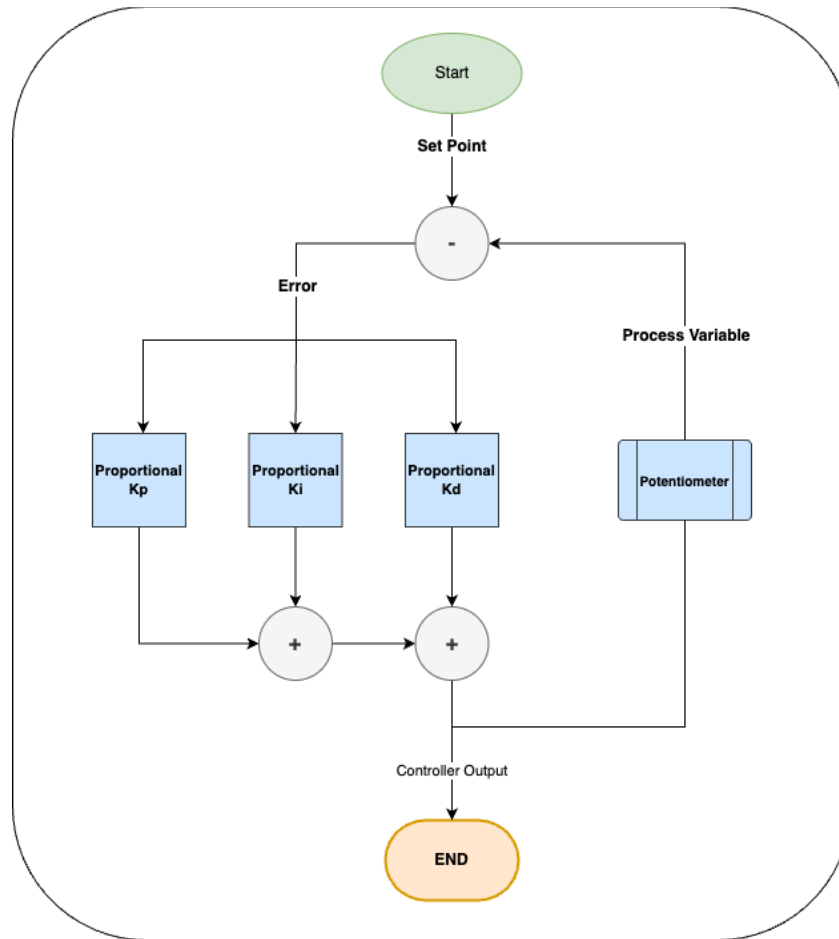 Start
Set Point
-
Error
Process Variable
Proportional
Kp
Proportional
Ki
Proportional
Kd
Potentiometer
+
+
Controller Output
END